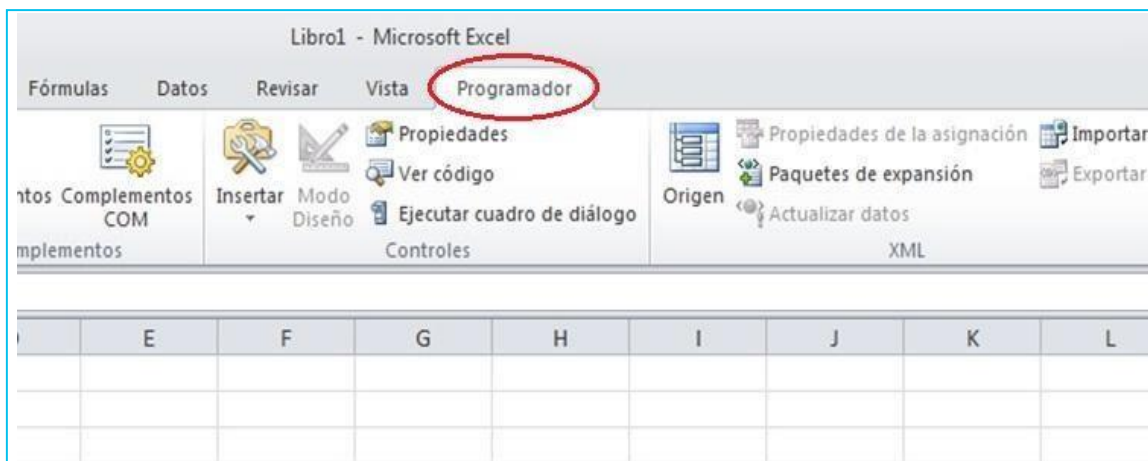 Libro1 - Microsoft Excel
Fórmulas Datos Revisar Vista Programador
Complementos COM
Insertar
Modo Diseño
Propiedades
Ver código
Ejecutar cuadro de diálogo
Controles
Origen
Propiedades de la asignación
Paquetes de expansión
Actualizar datos
Importar
Exportar
XML
E F G H I J K L